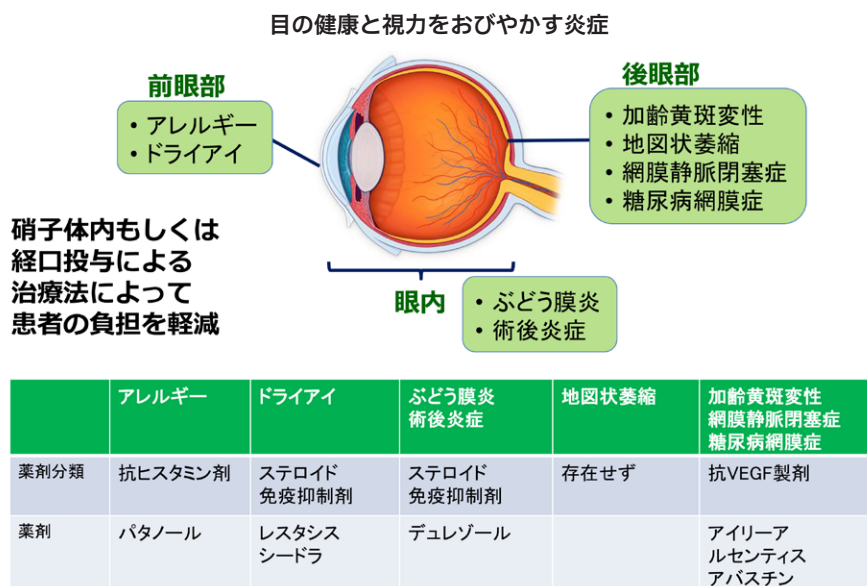 目の健康と視力をおびやかす炎症
前眼部
• アレルギー
• ドライアイ
後眼部
• 加齢黄斑変性
• 地図状萎縮
• 網膜静脈閉塞症
• 糖尿病網膜症
硝子体内もしくは
経口投与による
治療法によって
患者の負担を軽減
眼内
• ぶどう膜炎
• 術後炎症
アレルギー
ドライアイ
ぶどう膜炎
術後炎症
地図状萎縮
加齢黄斑変性
網膜静脈閉塞症
糖尿病網膜症
薬剤分類
抗ヒスタミン剤
ステロイド
免疫抑制剤
ステロイド
免疫抑制剤
存在せず
抗VEGF製剤
薬剤
パタノール
レスタシス
シードラ
デュレゾール
アイリーア
ルセンティス
アバスチン